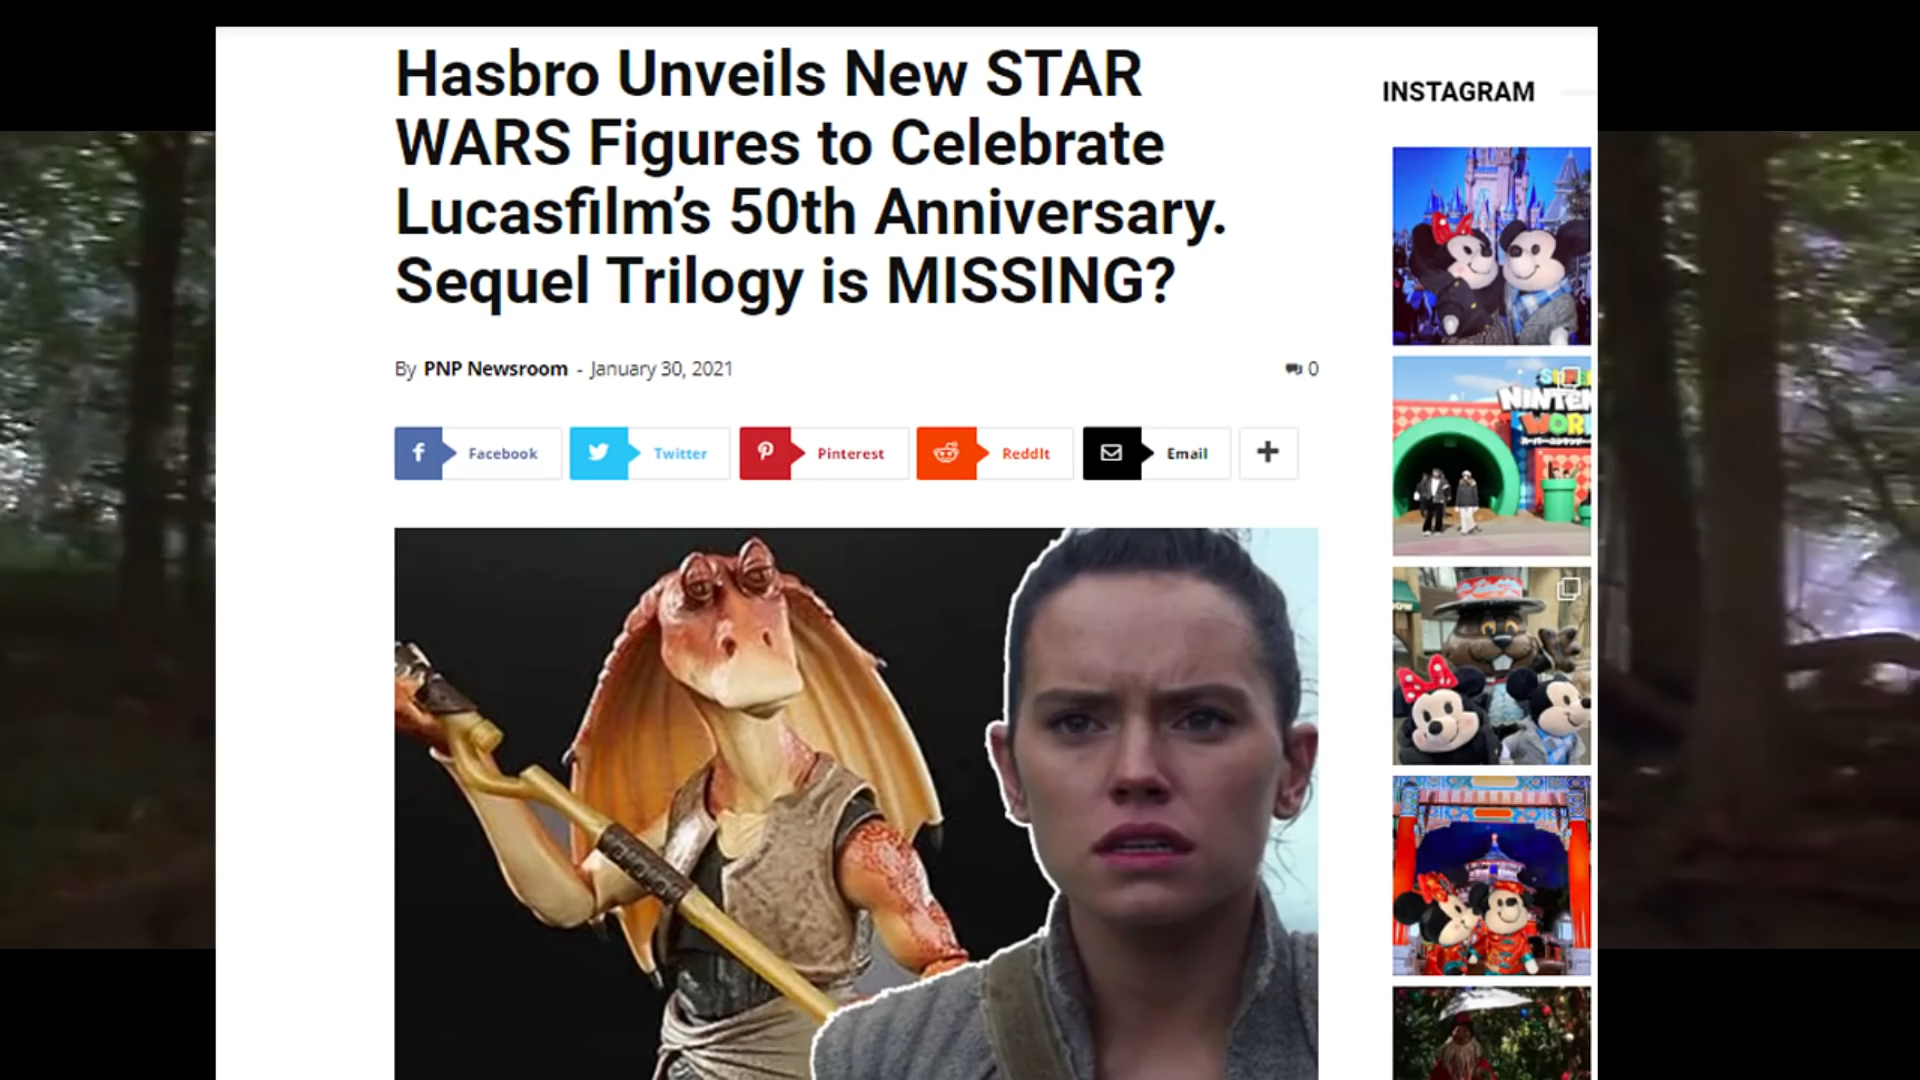 Hasbro Unveils New STAR
WARS Figures to Celebrate
Lucasfilm’s 50th Anniversary.
Sequel Trilogy is MISSING?
By PNP Newsroom - January 30, 2021
0
Facebook
Twitter
Pinterest
ReddIt
Email
INSTAGRAM